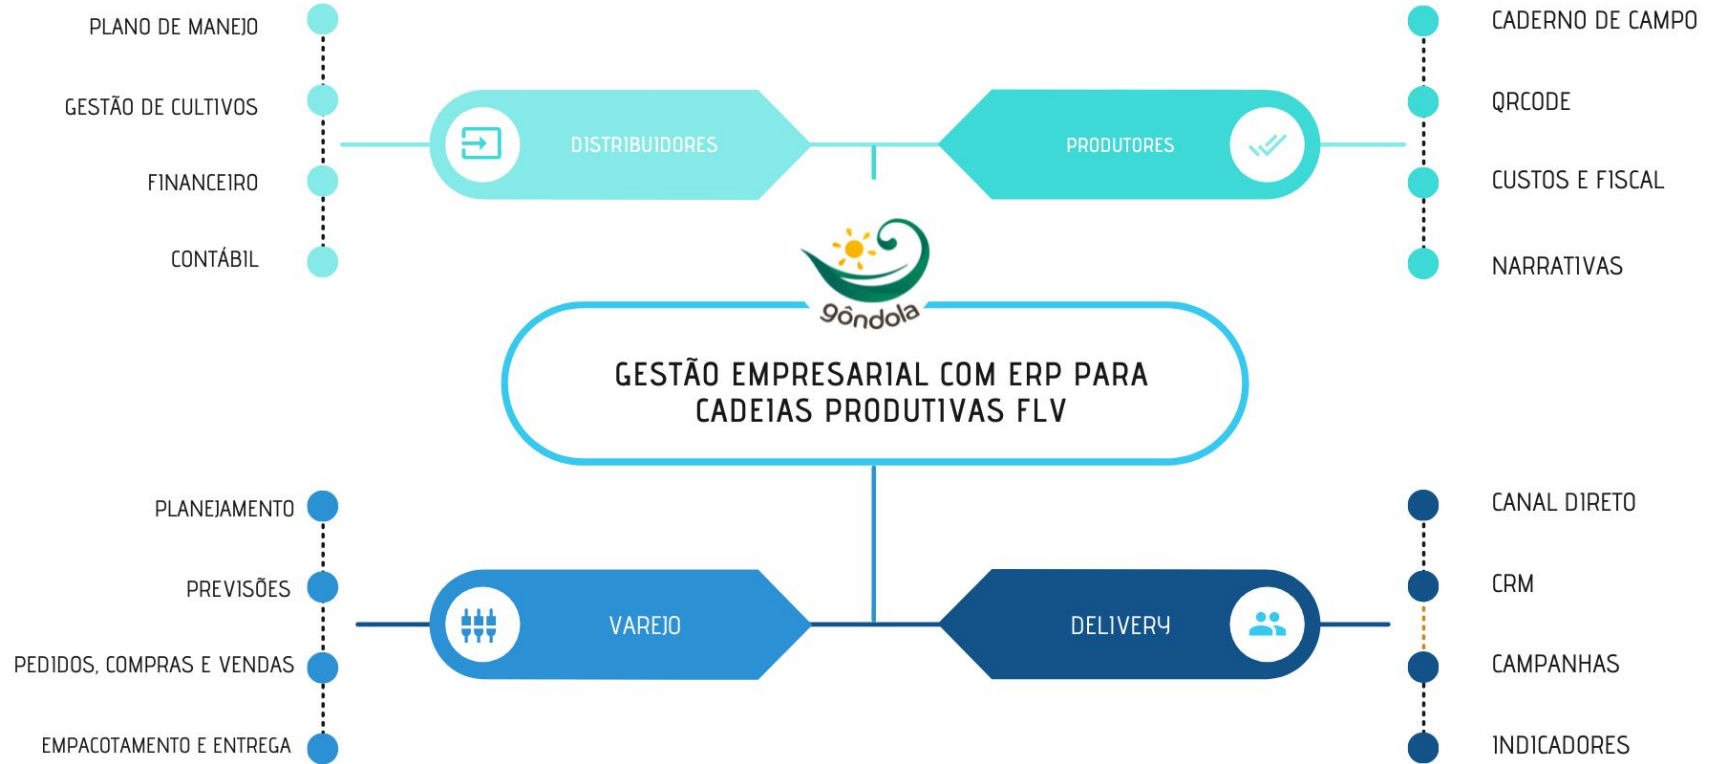 PLANO DE MANEJO
GESTÃO DE CULTIVOS
FINANCEIRO
CONTÁBIL
DISTRIBUIDORES
PRODUTORES
CADERNO DE CAMPO
QRCODE
CUSTOS E FISCAL
NARRATIVAS
gôndola
GESTÃO EMPRESARIAL COM ERP PARA
CADEIAS PRODUTIVAS FLV
PLANEJAMENTO
PREVISÕES
PEDIDOS, COMPRAS E VENDAS
EMPACOTAMENTO E ENTREGA
VAREJO
DELIVERY
CANAL DIRETO
CRM
CAMPANHAS
INDICADORES